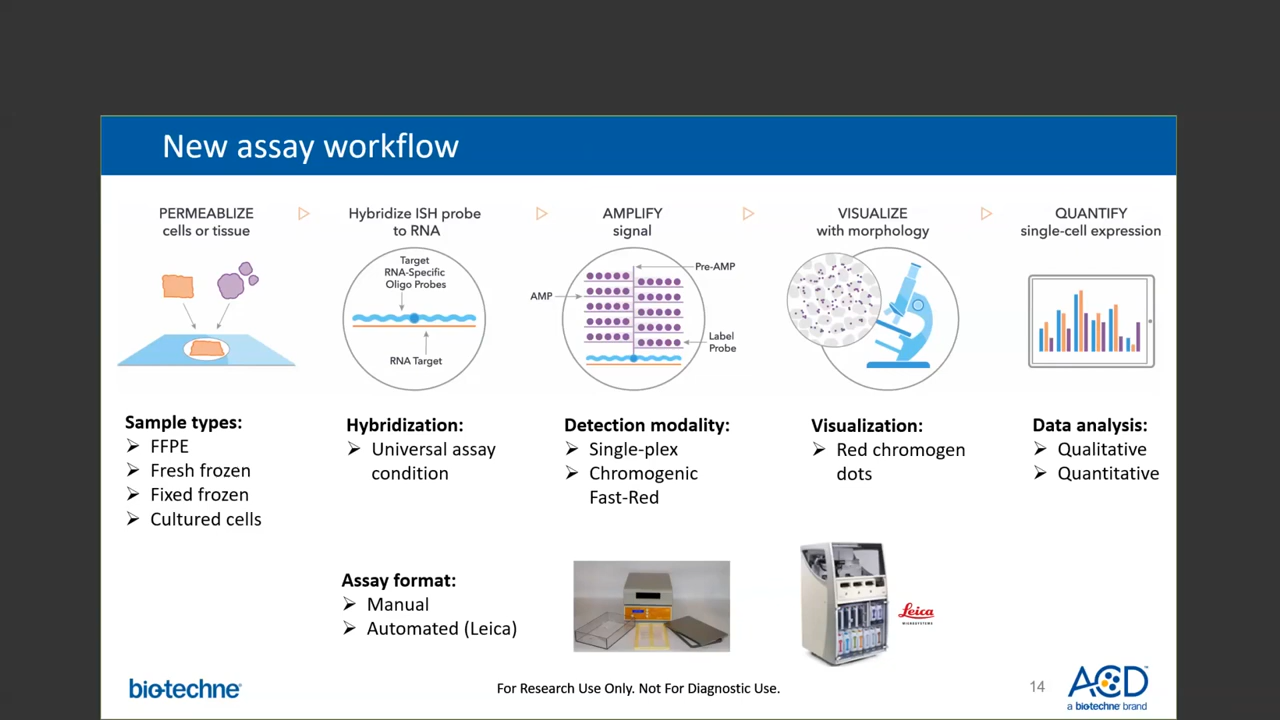 New assay workflow
PERMEABLIZE
cells or tissue
Hybridize ISH probe
to RNA
AMPLIFY
signal
VISUALIZE
with morphology
QUANTIFY
single-cell expression
Target
RNA-Specific
Oligo Probes
RNA Target
Pre-AMP
AMP
Label
Probe
Sample types:
FFPE
Fresh frozen
Fixed frozen
Cultured cells
Hybridization:
Universal assay
condition
Detection modality:
Single-plex
Chromogenic
Fast-Red
Visualization:
Red chromogen
dots
Data analysis:
Qualitative
Quantitative
Assay format:
Manual
Automated (Leica)
Leica
MICROSYSTEMS
bio-techne®
For Research Use Only. Not For Diagnostic Use.
14
ACD™
a biotechne brand